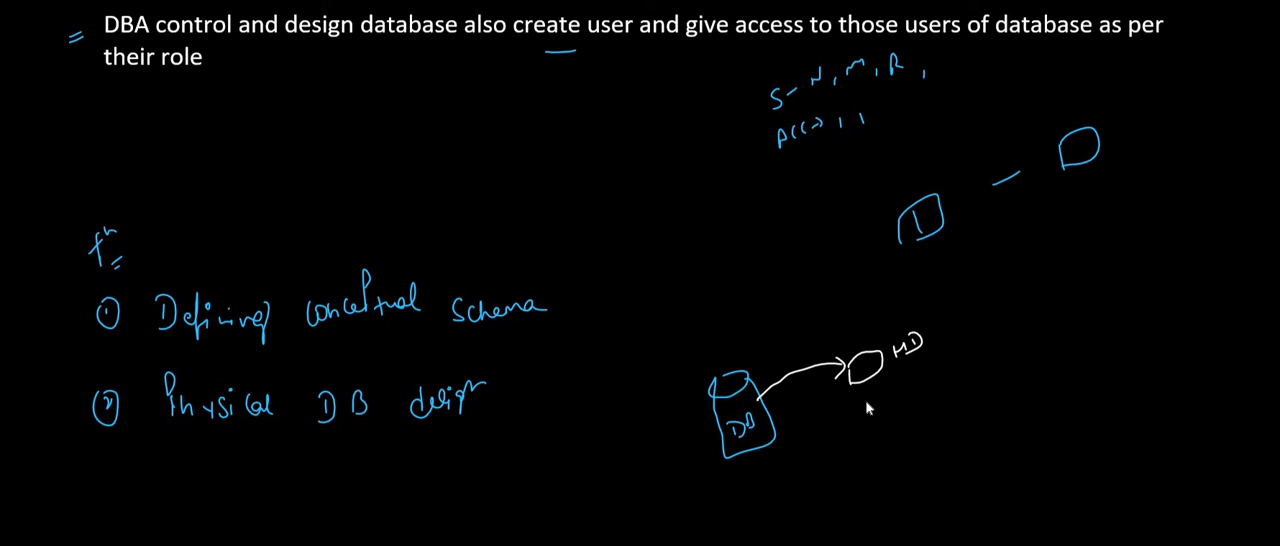 = DBA control and design database also create user and give access to those users of database as per
their role
S - N, M, R,
Acc
fn
① Defining conceptual schema
② Physical DB design
HD
DB